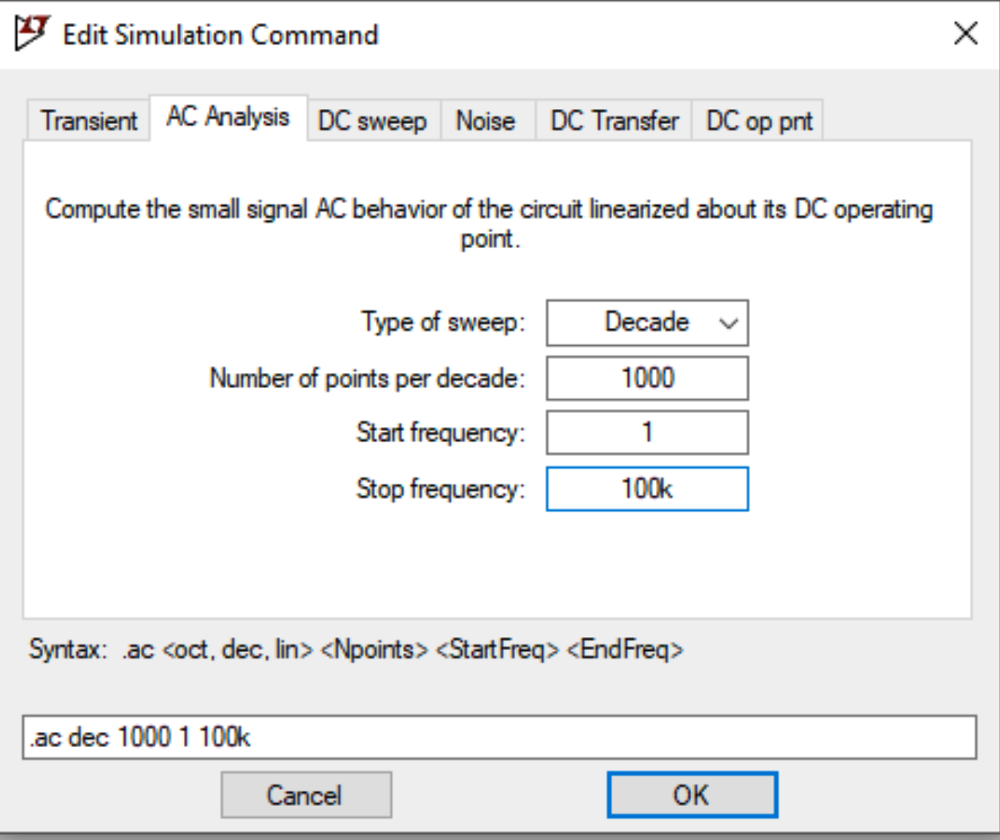 Edit Simulation Command
Transient AC Analysis DC sweep Noise DC Transfer DC op pnt
Compute the small signal AC behavior of the circuit linearized about its DC operating
point.
Type of sweep: Decade
Number of points per decade: 1000
Start frequency: 1
Stop frequency: 100k
Syntax: .ac <oct, dec, lin> <Npoints> <StartFreq> <EndFreq>
.ac dec 1000 1 100k
Cancel OK